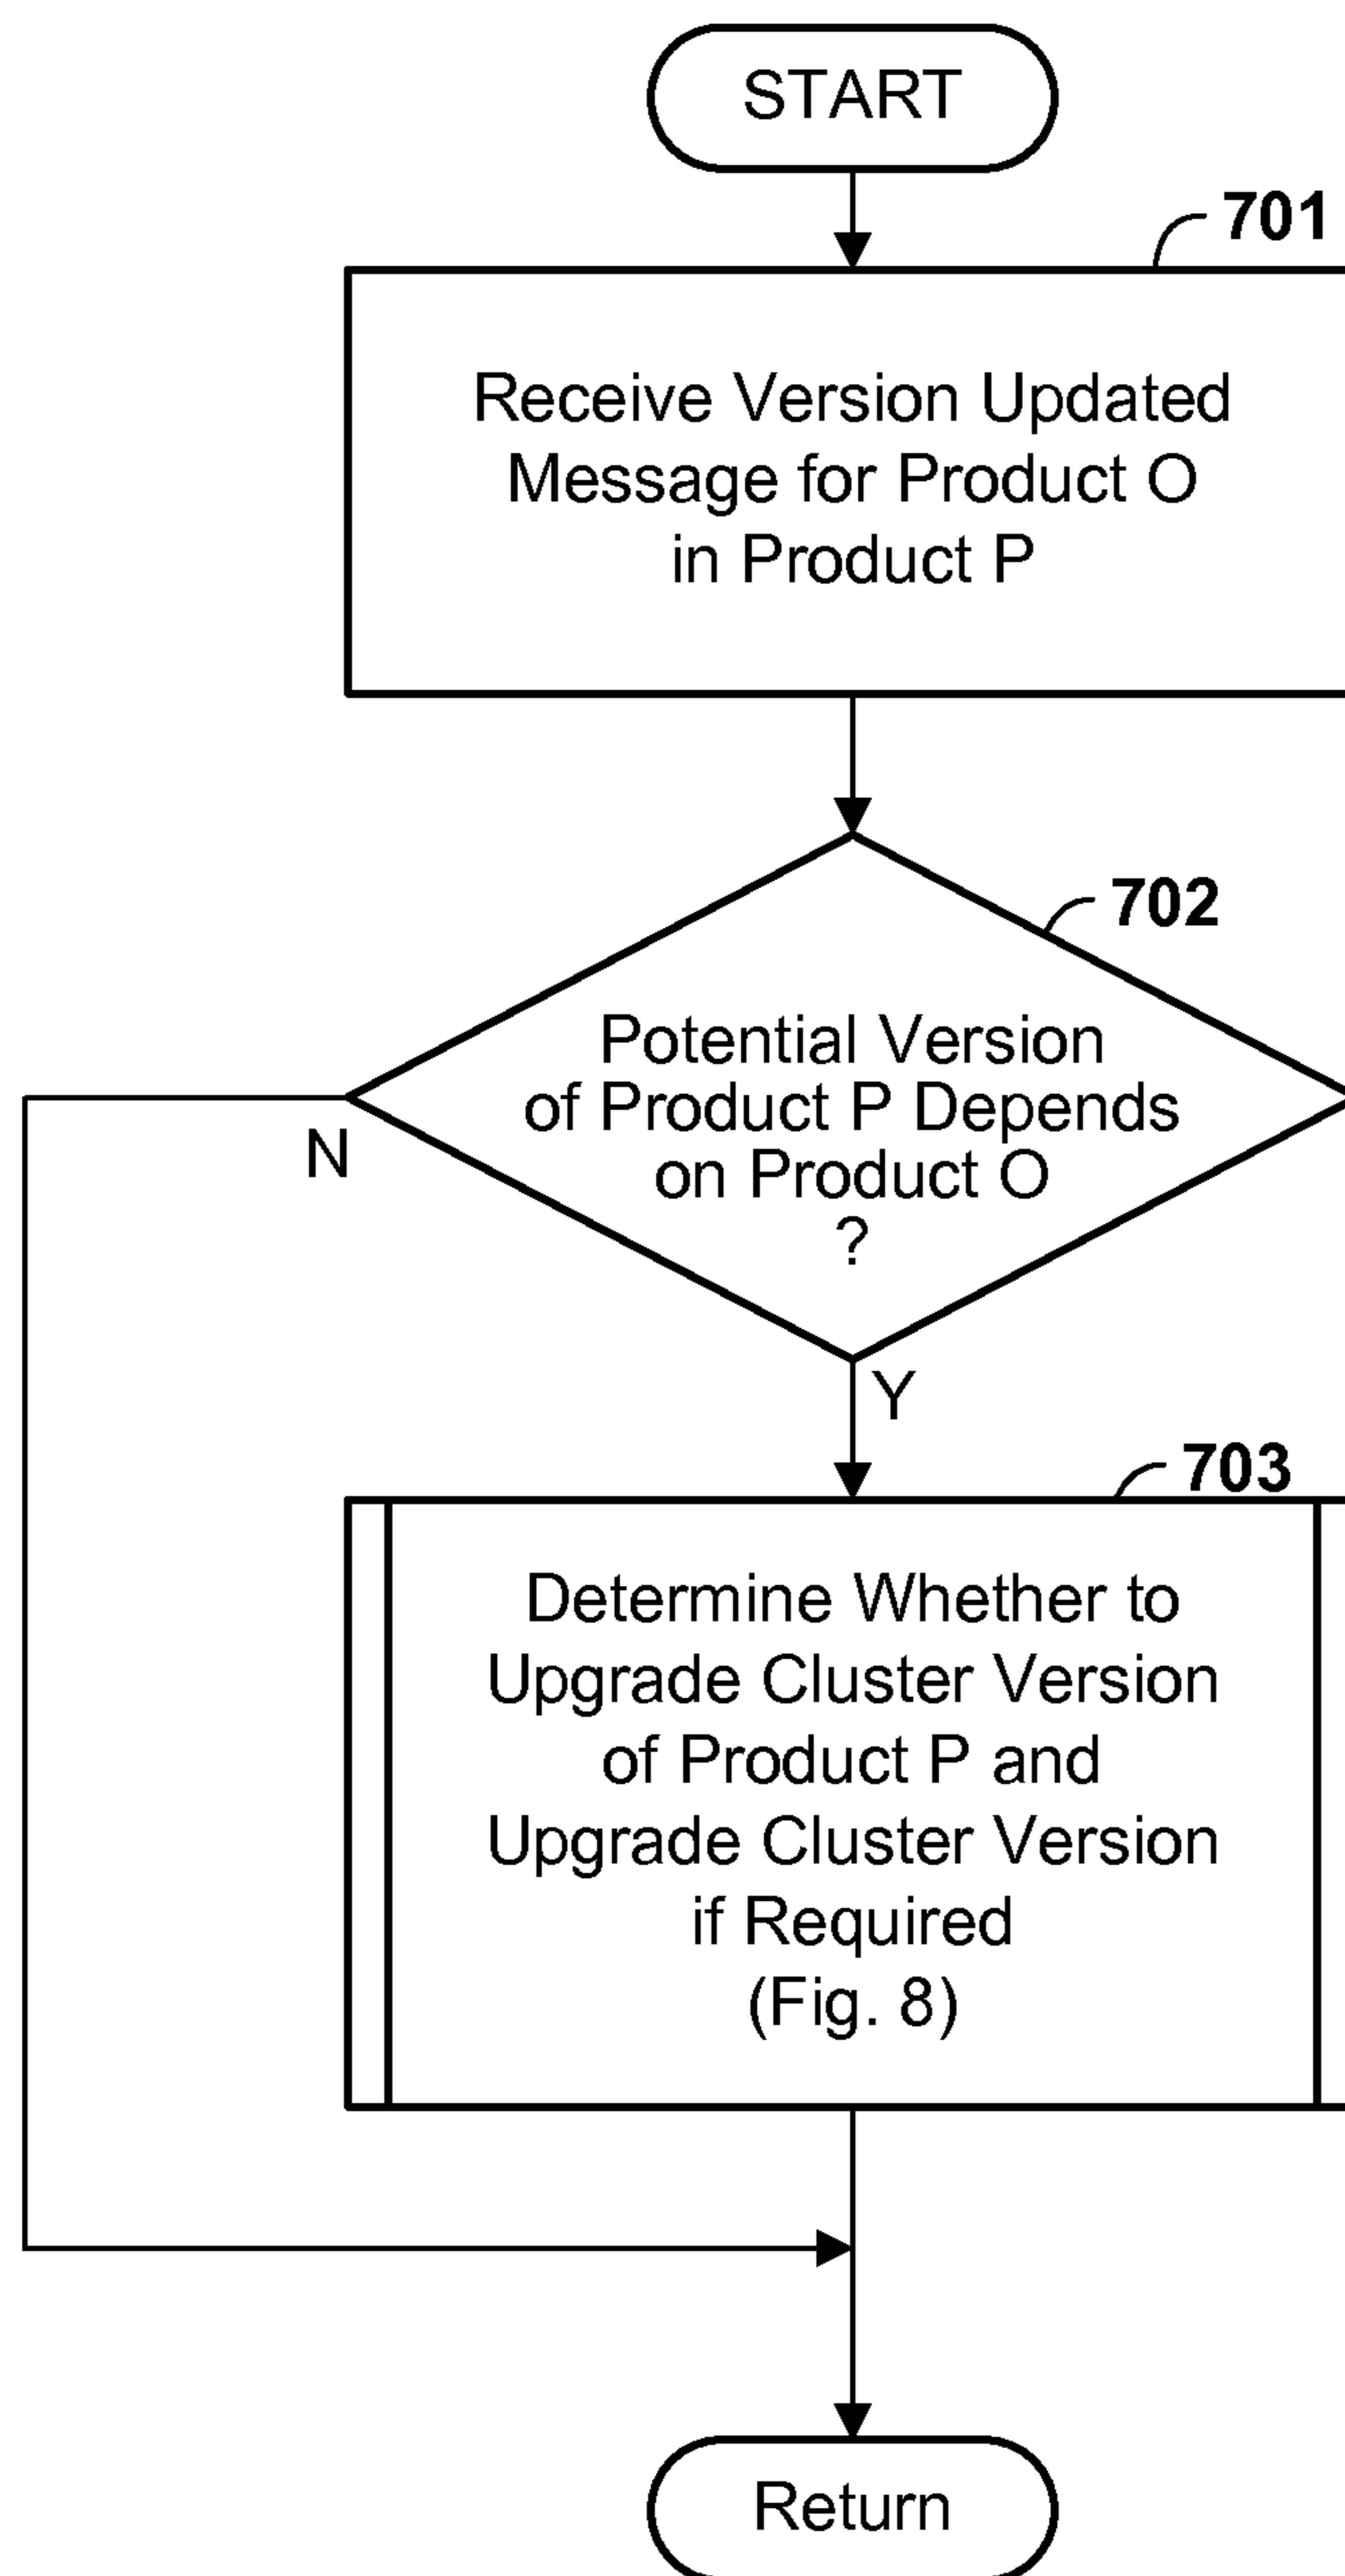 START
701
Receive Version Updated
Message for Product O
in Product P
702
Potential Version
of Product P Depends
on Product O
?
N
Y
703
Determine Whether to
Upgrade Cluster Version
of Product P and
Upgrade Cluster Version
if Required
(Fig. 8)
Return